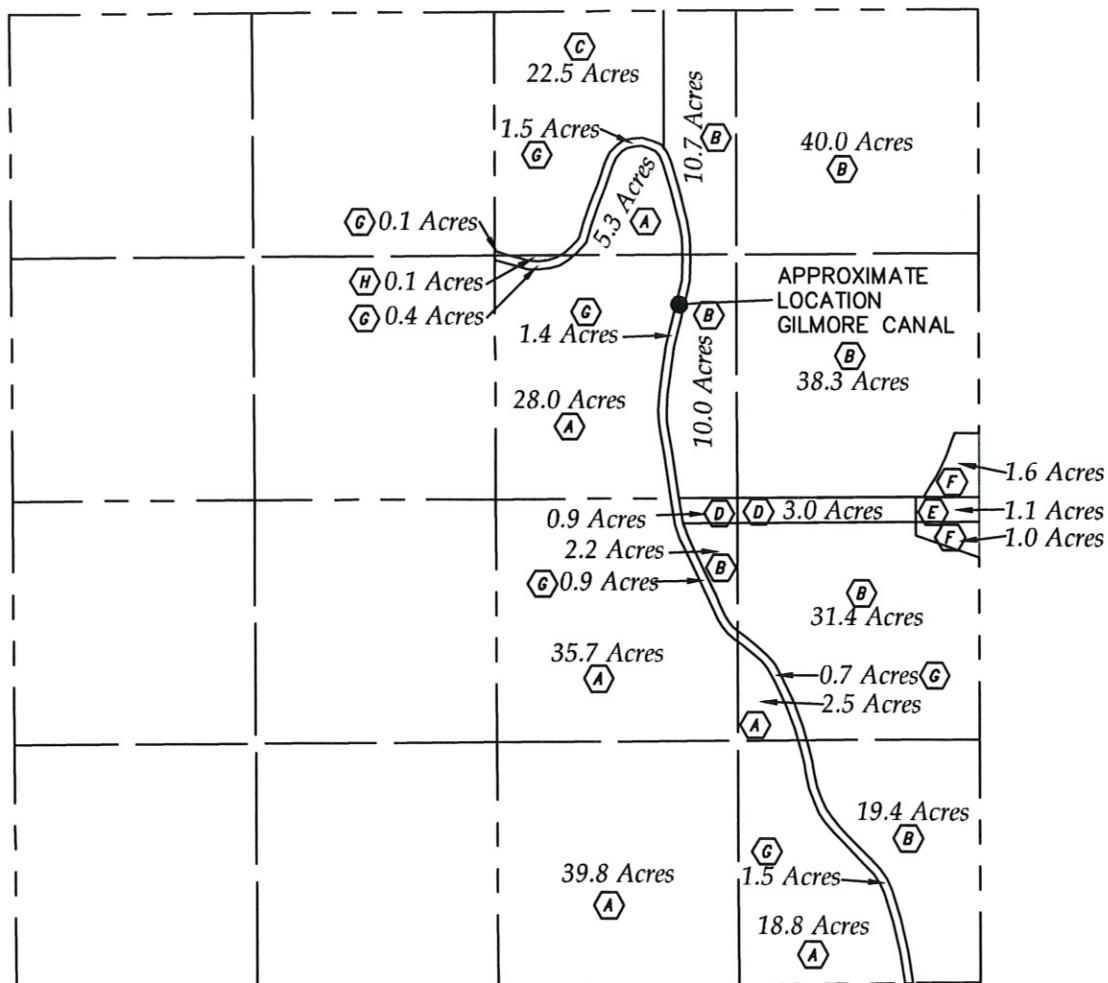 C
22.5 Acres
1.5 Acres
G
10.7 Acres
B
40.0 Acres
B
5.3 Acres
A
G 0.1 Acres
H 0.1 Acres
G 0.4 Acres
APPROXIMATE
LOCATION
GILMORE CANAL
G
1.4 Acres
B
10.0 Acres
B
38.3 Acres
28.0 Acres
A
1.6 Acres
F
0.9 Acres D
D 3.0 Acres
E 1.1 Acres
F 1.0 Acres
2.2 Acres
B
G 0.9 Acres
B
31.4 Acres
35.7 Acres
A
0.7 Acres G
2.5 Acres
A
19.4 Acres
B
G
1.5 Acres
39.8 Acres
A
18.8 Acres
A